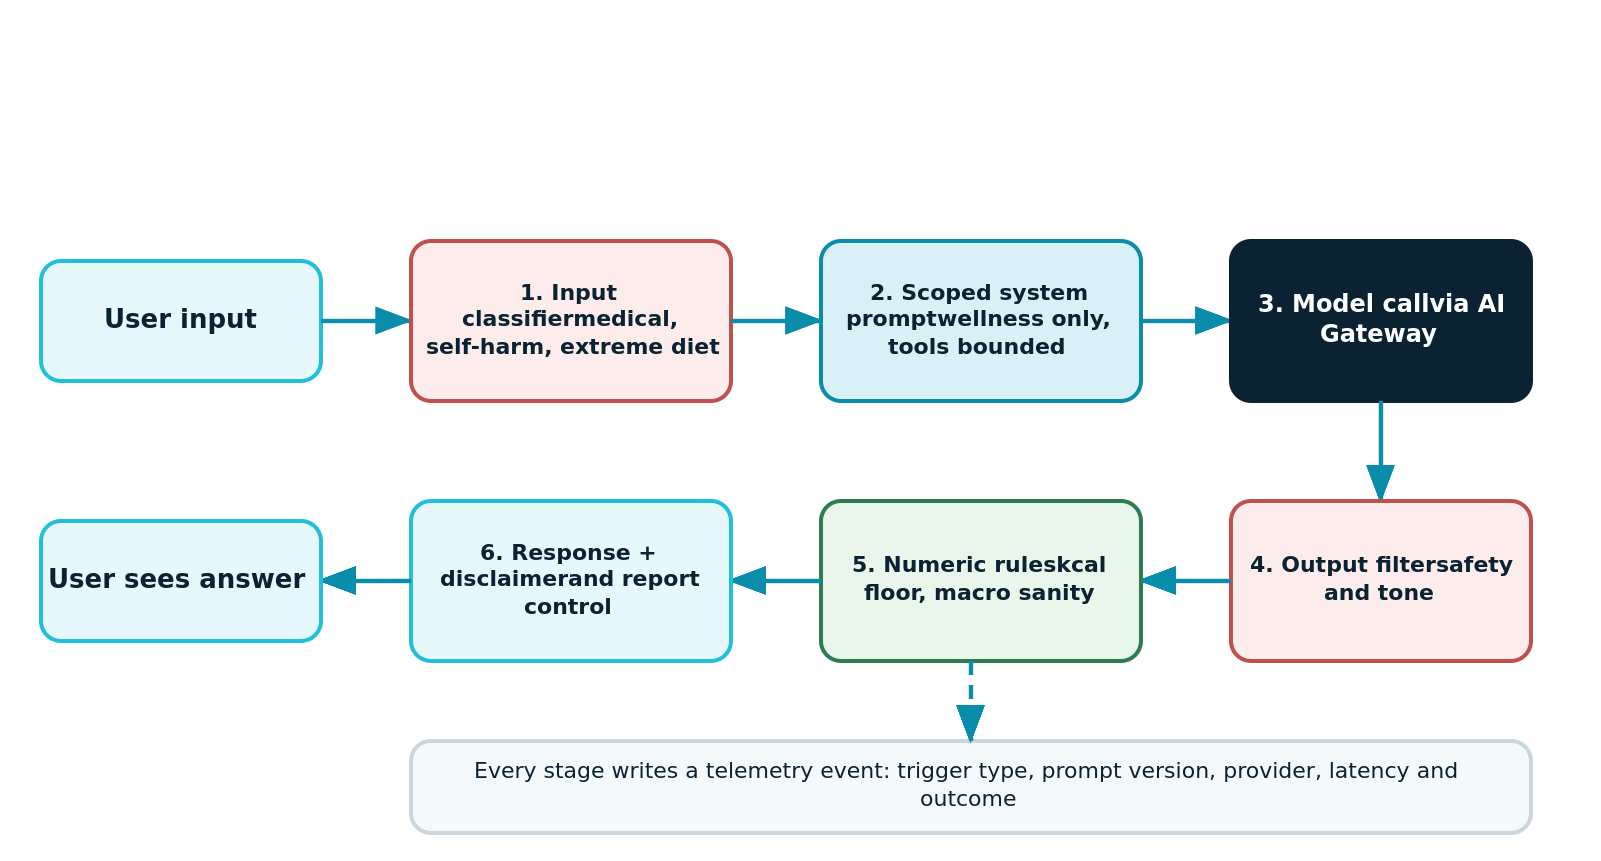 User input
1. Input
classifiermedical,
self-harm, extreme diet
2. Scoped system
promptwellness only,
tools bounded
3. Model callvia AI
Gateway
User sees answer
6. Response +
disclaimerand report
control
5. Numeric ruleskcal
floor, macro sanity
4. Output filtersafety
and tone
Every stage writes a telemetry event: trigger type, prompt version, provider, latency and
outcome